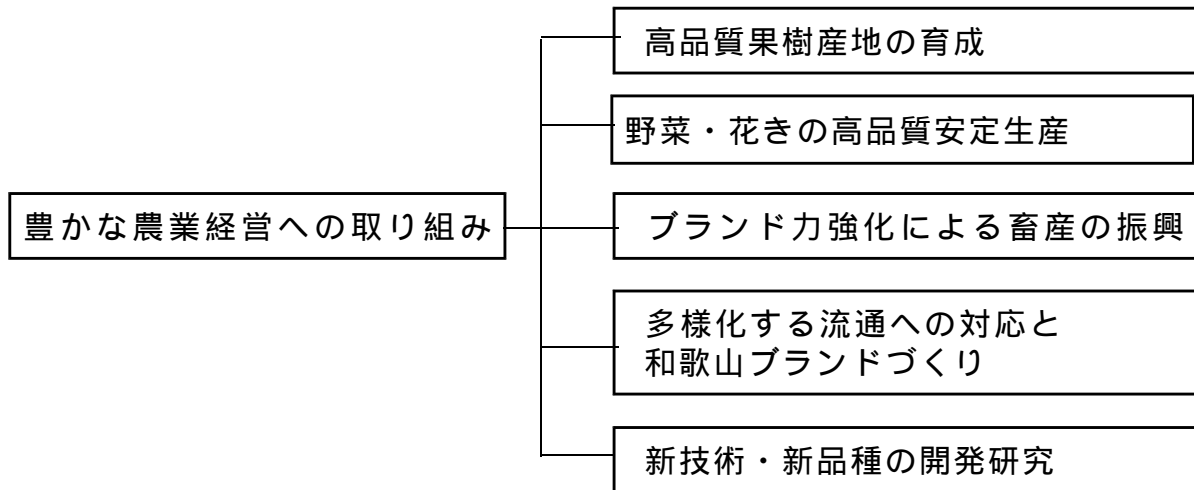 高品質果樹産地の育成
野菜・花きの高品質安定生産
豊かな農業経営への取り組み
ブランド力強化による畜産の振興
多様化する流通への対応と
和歌山ブランドづくり
新技術・新品種の開発研究